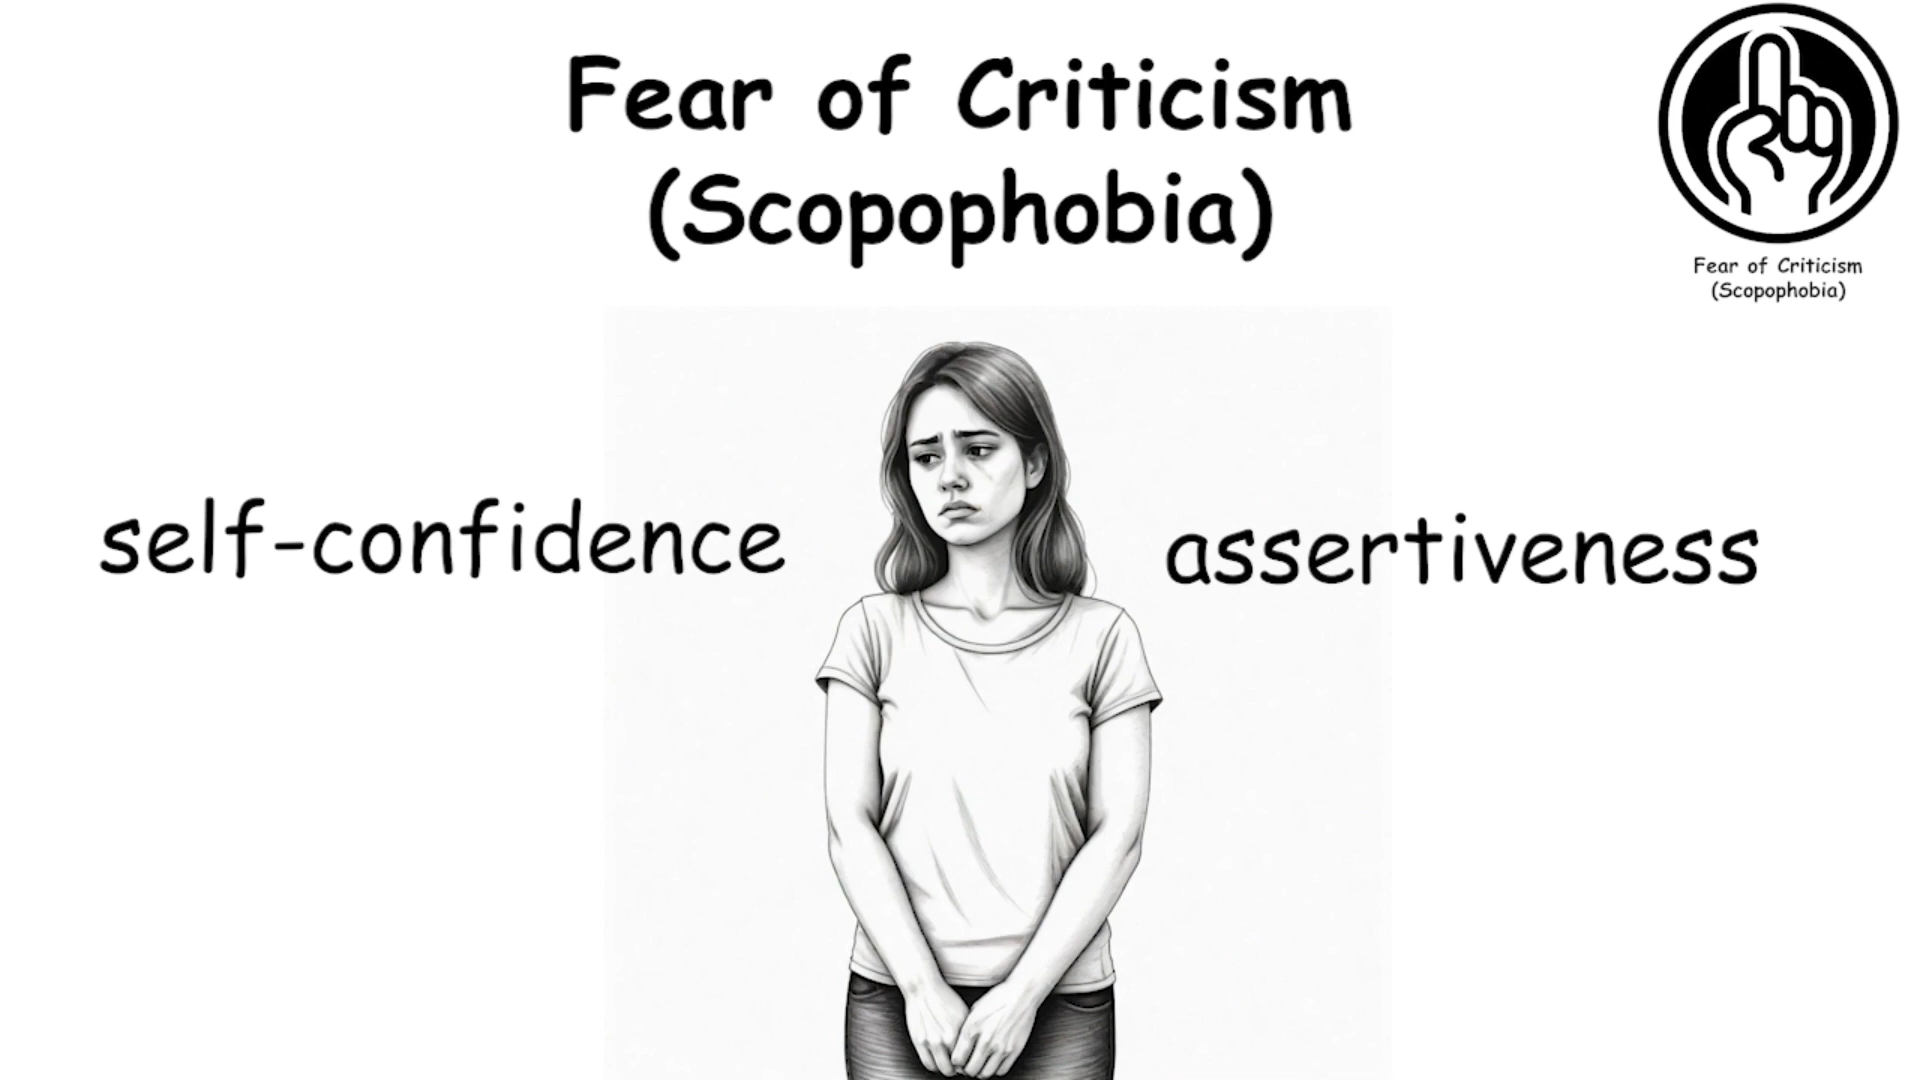 Fear of Criticism
(Scopophobia)
Fear of Criticism
(Scopophobia)
self-confidence
assertiveness